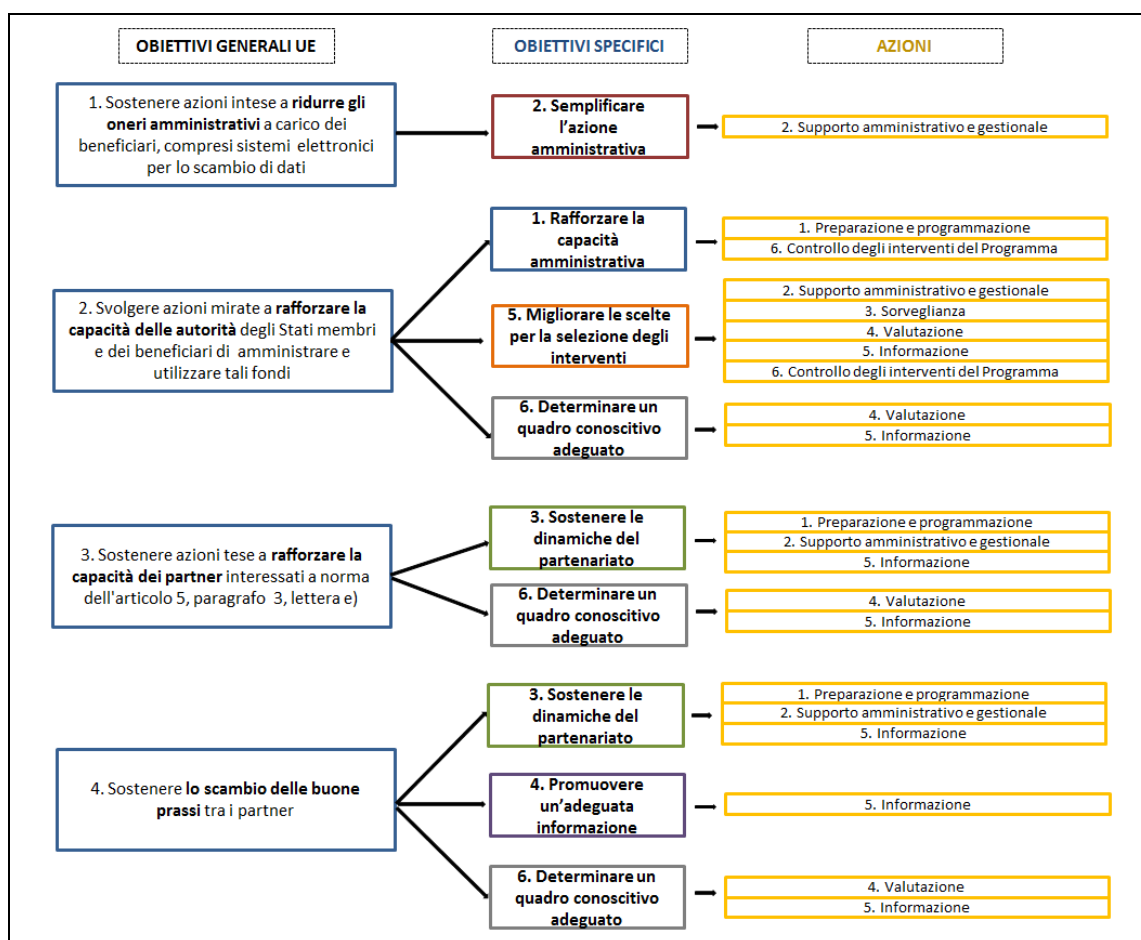 OBIETTIVI GENERALI UE
OBIETTIVI SPECIFICI
AZIONI
1. Sostenere azioni intese a ridurre gli
oneri amministrativi a carico dei
beneficiari, compresi sistemi elettronici
per lo scambio di dati
2. Semplificare
l'azione
amministrativa
2. Supporto amministrativo e gestionale
2. Svolgere azioni mirate a rafforzare la
capacità delle autorità degli Stati membri
e dei beneficiari di amministrare e
utilizzare tali fondi
1. Rafforzare la
capacità
amministrativa
1. Preparazione e programmazione
6. Controllo degli interventi del Programma
5. Migliorare le scelte
per la selezione degli
interventi
2. Supporto amministrativo e gestionale
3. Sorveglianza
4. Valutazione
5. Informazione
6. Controllo degli interventi del Programma
6. Determinare un
quadro conoscitivo
adeguato
4. Valutazione
5. Informazione
3. Sostenere azioni tese a rafforzare la
capacità dei partner interessati a norma
dell'articolo 5, paragrafo 3, lettera e)
3. Sostenere le
dinamiche del
partenariato
1. Preparazione e programmazione
2. Supporto amministrativo e gestionale
5. Informazione
6. Determinare un
quadro conoscitivo
adeguato
4. Valutazione
5. Informazione
4. Sostenere lo scambio delle buone
prassi tra i partner
3. Sostenere le
dinamiche del
partenariato
1. Preparazione e programmazione
2. Supporto amministrativo e gestionale
5. Informazione
4. Promuovere
un'adeguata
informazione
5. Informazione
6. Determinare un
quadro conoscitivo
adeguato
4. Valutazione
5. Informazione